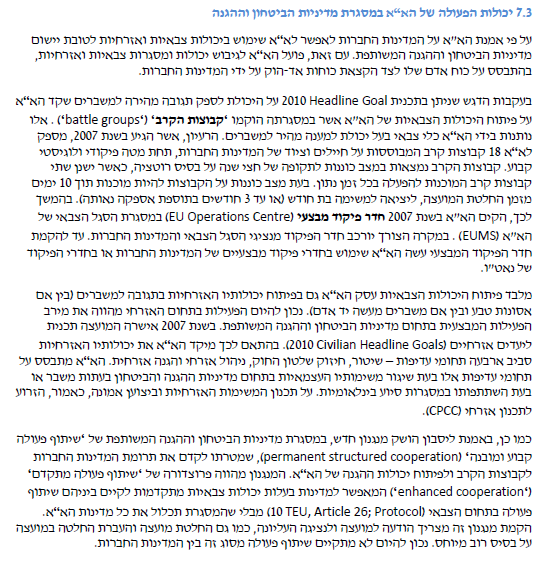 7.3 יכולות הפעולה של הא“א במסגרת מדיניות הביטחון וההגנה
על פי אמנת הא"א על המדינות החברות לאפשר לא“א שימוש ביכולות צבאיות ואזרחיות לטובת יישום
מדיניות הביטחון וההגנה המשותפת. עם זאת, פועל הא“א לגיבוש יכולות ומסגרות צבאיות ואזרחיות,
בהתבסס על כוח אדם שלו לצד הקצאת כוחות אד-הוק על ידי המדינות החברות.
בעקבות הדגש שניתן בתכנית 2010 Headline Goal על היכולת לספק תגובה מהירה למשברים שקד הא“א
על פיתוח היכולות הצבאיות של הא"א אשר במסגרתה הוקמו ‘קבוצות הקרב’ (‘battle groups’) . אלו
נותנות בידי הא“א כלי צבאי בעל יכולת למענה מהיר למשברים. הרעיון, אשר הגיע בשנת 2007, מספק
לא“א 18 קבוצות קרב המבוססות על חיילים וציוד של המדינות החברות, תחת מטה פיקודי ולוגיסטי
קבוע. קבוצות הקרב נמצאות במצב כוננות לתקופה של חצי שנה על בסיס רוטציה, כאשר ישנן שתי
קבוצות קרב המוכנות להפעלה בכל זמן נתון. בעת מצב כוננות על הקבוצות להיות מוכנות תוך 10 ימים
מזמן החלטת המועצה, ליציאה למשימה בת חודש (או עד 3 חודשים בתוספת אספקה נאותה). בהמשך
לכך, הקים הא“א בשנת 2007 חדר פיקוד מבצעי (EU Operations Centre) במסגרת הסגל הצבאי של
הא"א (EUMS) . במקרה הצורך יורכב חדר הפיקוד מנציגי הסגל הצבאי והמדינות החברות. עד להקמת
חדר הפיקוד המבצעי עשה הא“א שימוש בחדרי פיקוד מבצעיים של המדינות החברות או בחדרי הפיקוד
של נאט"ו.
מלבד פיתוח היכולות הצבאיות עסק הא“א גם בפיתוח יכולותיו האזרחיות בתגובה למשברים (בין אם
אסונות טבע ובין אם משברים מעשה יד אדם). נכון להיום הפעילות בתחום האזרחי מהווה את מירב
הפעילות המבצעית בתחום מדיניות הביטחון וההגנה המשותפת. בשנת 2007 אישרה המועצה תכנית
ליעדים אזרחיים (2010 Civilian Headline Goals). בהתאם לכך מיקד הא“א את יכולותיו האזרחיות
סביב ארבעה תחומי עדיפות – שיטור, חיזוק שלטון החוק, ניהול אזרחי והגנה אזרחית. הא“א מתבסס על
תחומי עדיפות אלו בעת שיגור משימותיו העצמאיות בתחום מדיניות ההגנה והביטחון בעתות משבר או
בעת השתתפותו במסגרות סיוע בינלאומיות. על תכנון המשימות האזרחיות וביצוען אמונה, כאמור, הזרוע
לתכנון אזרחי (CPCC).
כמו כן, באמנת ליסבון הושק מנגנון חדש, במסגרת מדיניות הביטחון וההגנה המשותפת של ‘שיתוף פעולה
קבוע ומובנה’ (permanent structured cooperation), שמטרתו לקדם את תרומת המדינות החברות
לקבוצות הקרב ולפיתוח יכולות ההגנה של הא“א. המנגנון מהווה פרוצדורה של ‘שיתוף פעולה מתקדם’
(‘enhanced cooperation’) המאפשר למדינות בעלות יכולות צבאיות מתקדמות לקיים ביניהם שיתוף
פעולה בתחום הצבאי (10 TEU, Article 26; Protocol) מבלי שהמסגרת תכלול את כל מדינות הא“א.
הקמת מנגנון זה מצריך הודעה למועצה ולנציגה העליונה, כמו גם החלטת מועצה והעברת החלטה במועצה
על בסיס רוב מיוחס. נכון להיום לא מתקיים שיתוף פעולה מסוג זה בין המדינות החברות.